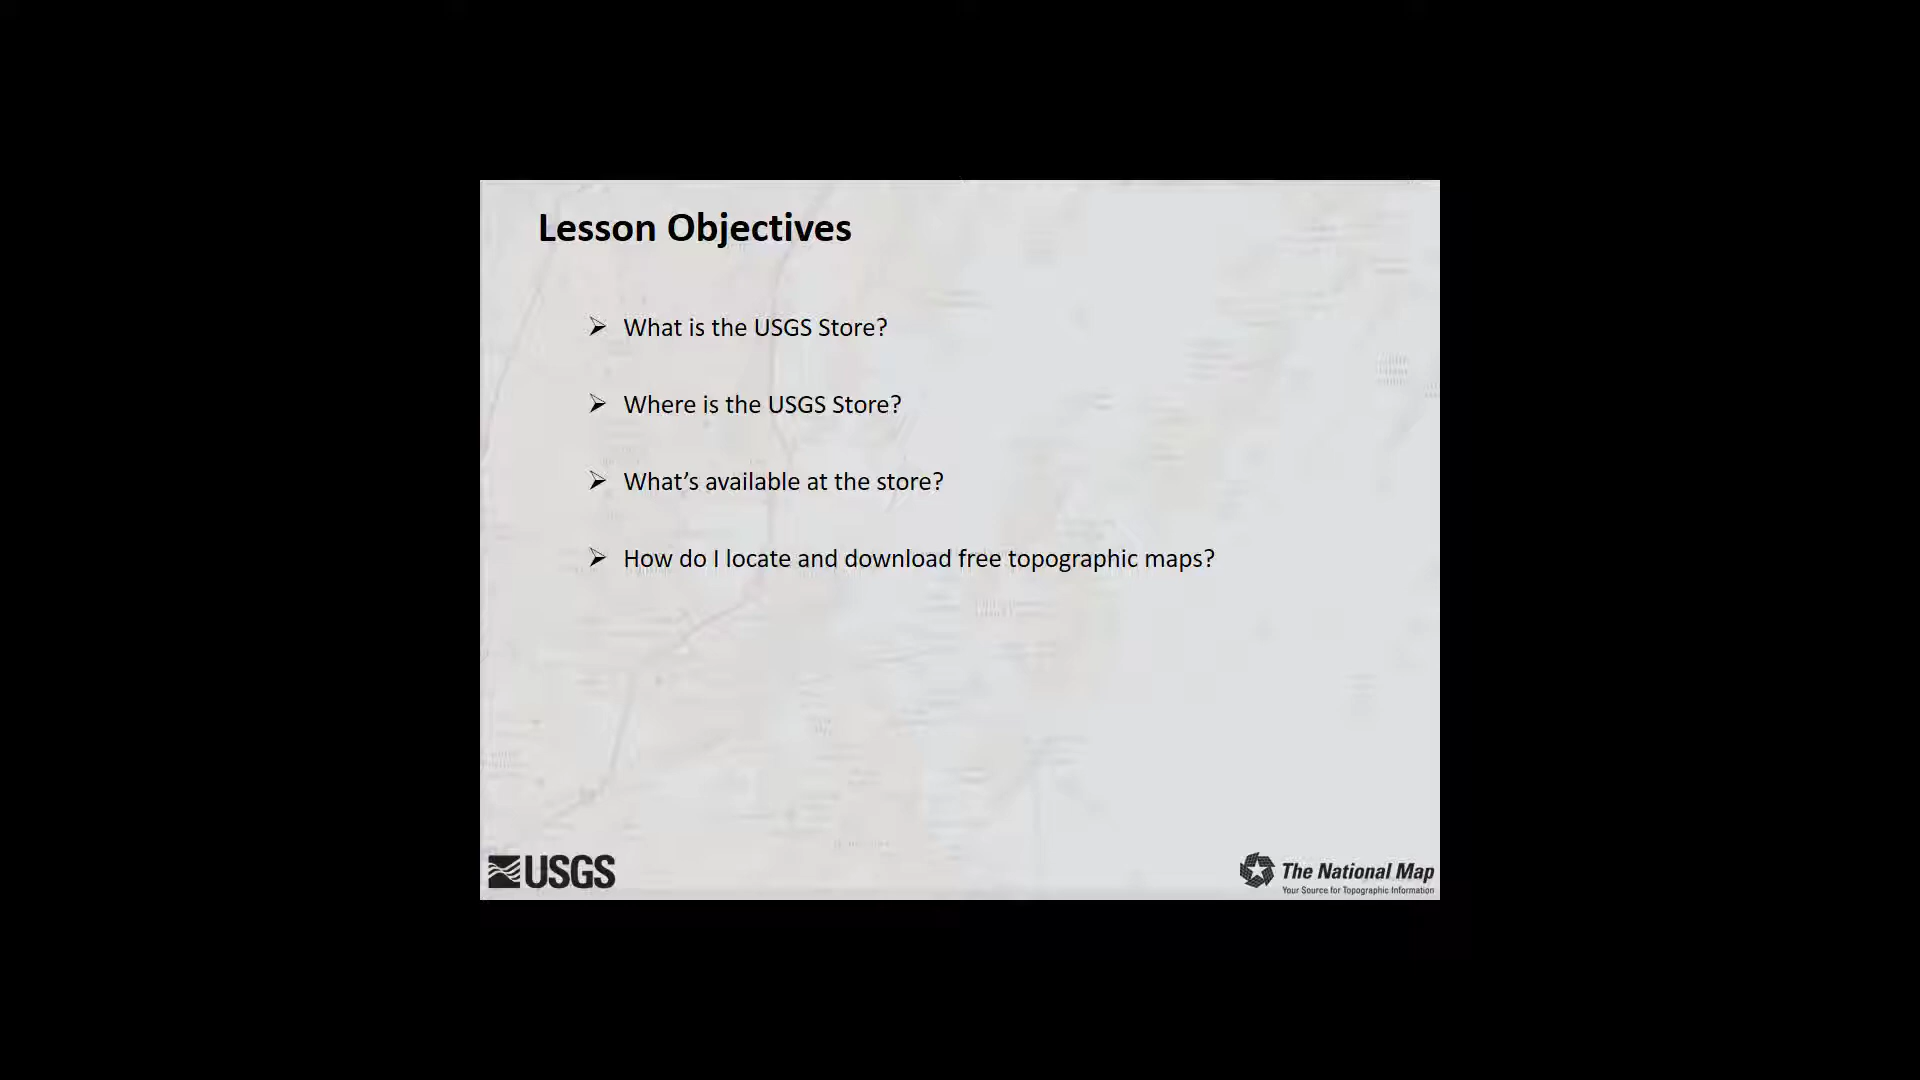 Lesson Objectives
What is the USGS Store?
Where is the USGS Store?
What’s available at the store?
How do I locate and download free topographic maps?
USGS
The National Map
Your Source for Topographic Information